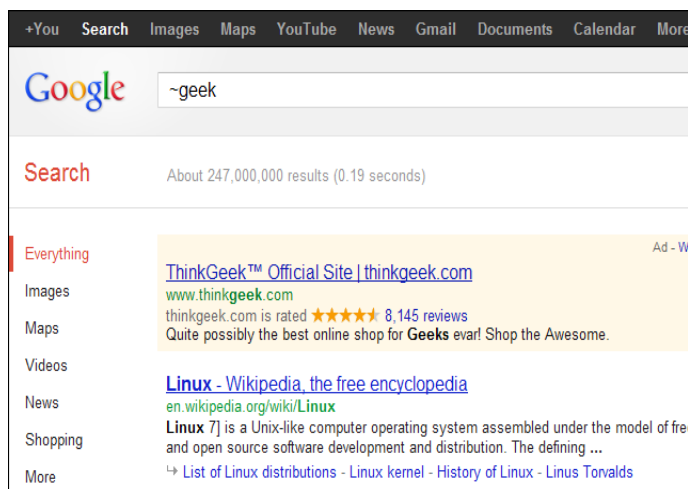 +You Search Images Maps YouTube News Gmail Documents Calendar More
Google
~geek
Search
About 247,000,000 results (0.19 seconds)
Everything
Images
Maps
Videos
News
Shopping
More
Ad - W
ThinkGeek™ Official Site | thinkgeek.com
www.thinkgeek.com
thinkgeek.com is rated 8,145 reviews
Quite possibly the best online shop for Geeks evar! Shop the Awesome.
Linux - Wikipedia, the free encyclopedia
en.wikipedia.org/wiki/Linux
Linux 7] is a Unix-like computer operating system assembled under the model of free
and open source software development and distribution. The defining ...
↳ List of Linux distributions - Linux kernel - History of Linux - Linus Torvalds